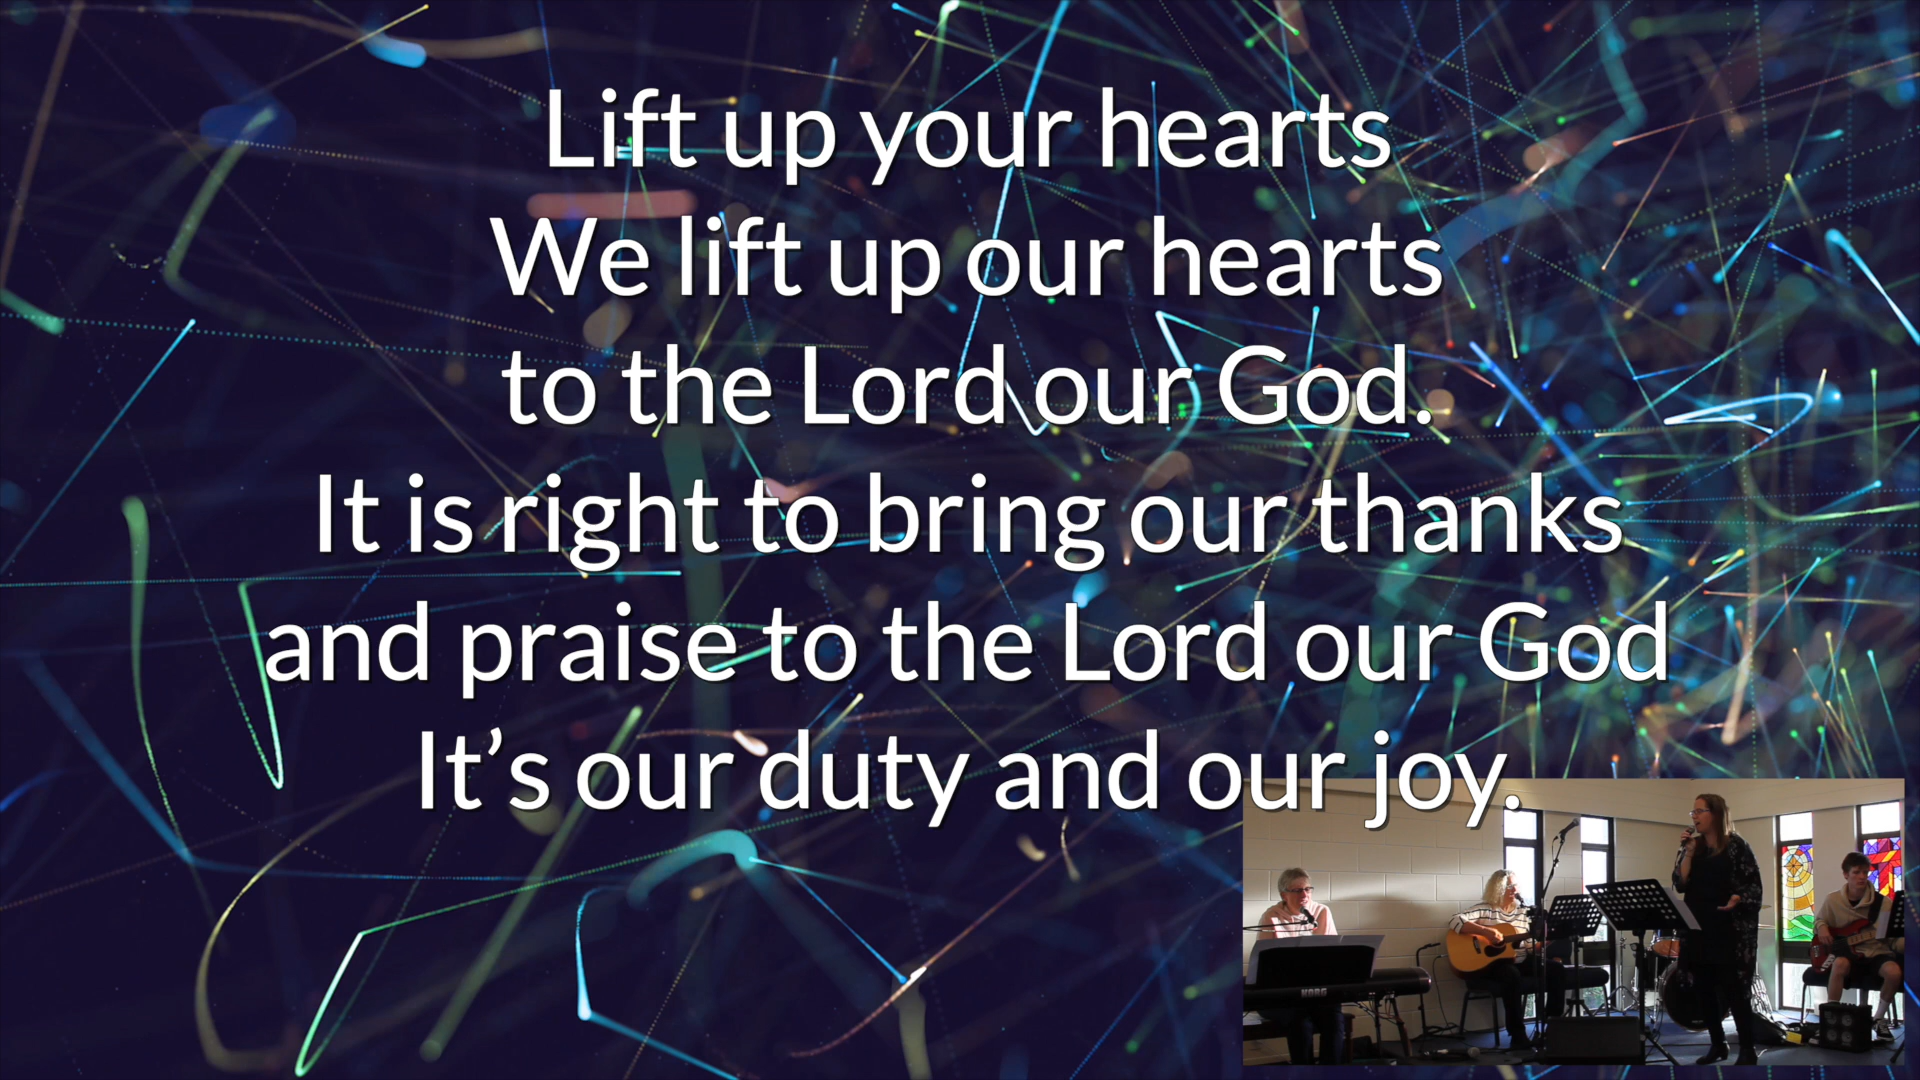 Lift up your hearts
We lift up our hearts
to the Lord our God.
It is right to bring our thanks
and praise to the Lord our God
It’s our duty and our joy.
KORG